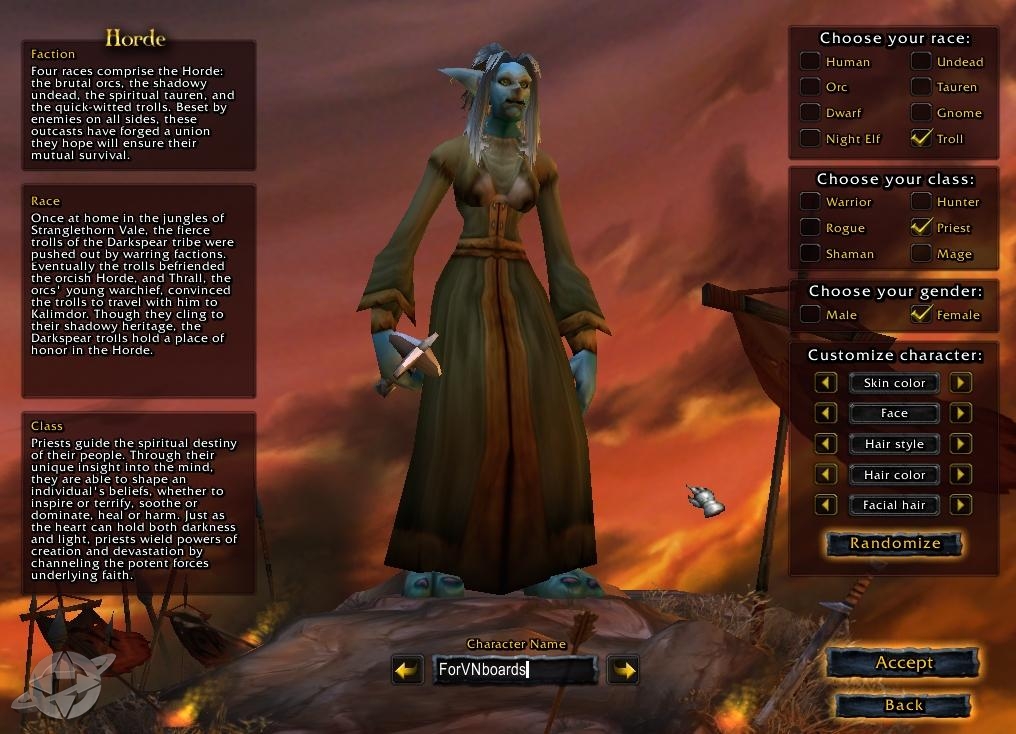 Horde
Faction
Four races comprise the Horde:
the brutal orcs, the shadowy
undead, the spiritual tauren, and
the quick-witted trolls. Beset by
enemies on all sides, these
outcasts have forged a union
they hope will ensure their
mutual survival.
Race
Once at home in the jungles of
Stranglethorn Vale, the fierce
trolls of the Darkspear tribe were
pushed out by warring factions.
Eventually the trolls befriended
the orcish Horde, and Thrall, the
orcs' young warchief, convinced
the trolls to travel with him to
Kalimdor. Though they cling to
their shadowy heritage, the
Darkspear trolls hold a place of
honor in the Horde.
Class
Priests guide the spiritual destiny
of their people. Through their
unique insight into the mind,
they are able to shape an
individual's beliefs, whether to
inspire or terrify, soothe or
dominate, heal or harm. Just as
the heart can hold both darkness
and light, priests wield powers of
creation and devastation by
channeling the potent forces
underlying faith.
Character Name
ForVNboards
Choose your race:
Human Undead
Orc Tauren
Dwarf Gnome
Night Elf Troll
Choose your class:
Warrior Hunter
Rogue Priest
Shaman Mage
Choose your gender:
Male Female
Customize character:
Skin color
Face
Hair style
Hair color
Facial hair
Randomize
Accept
Back